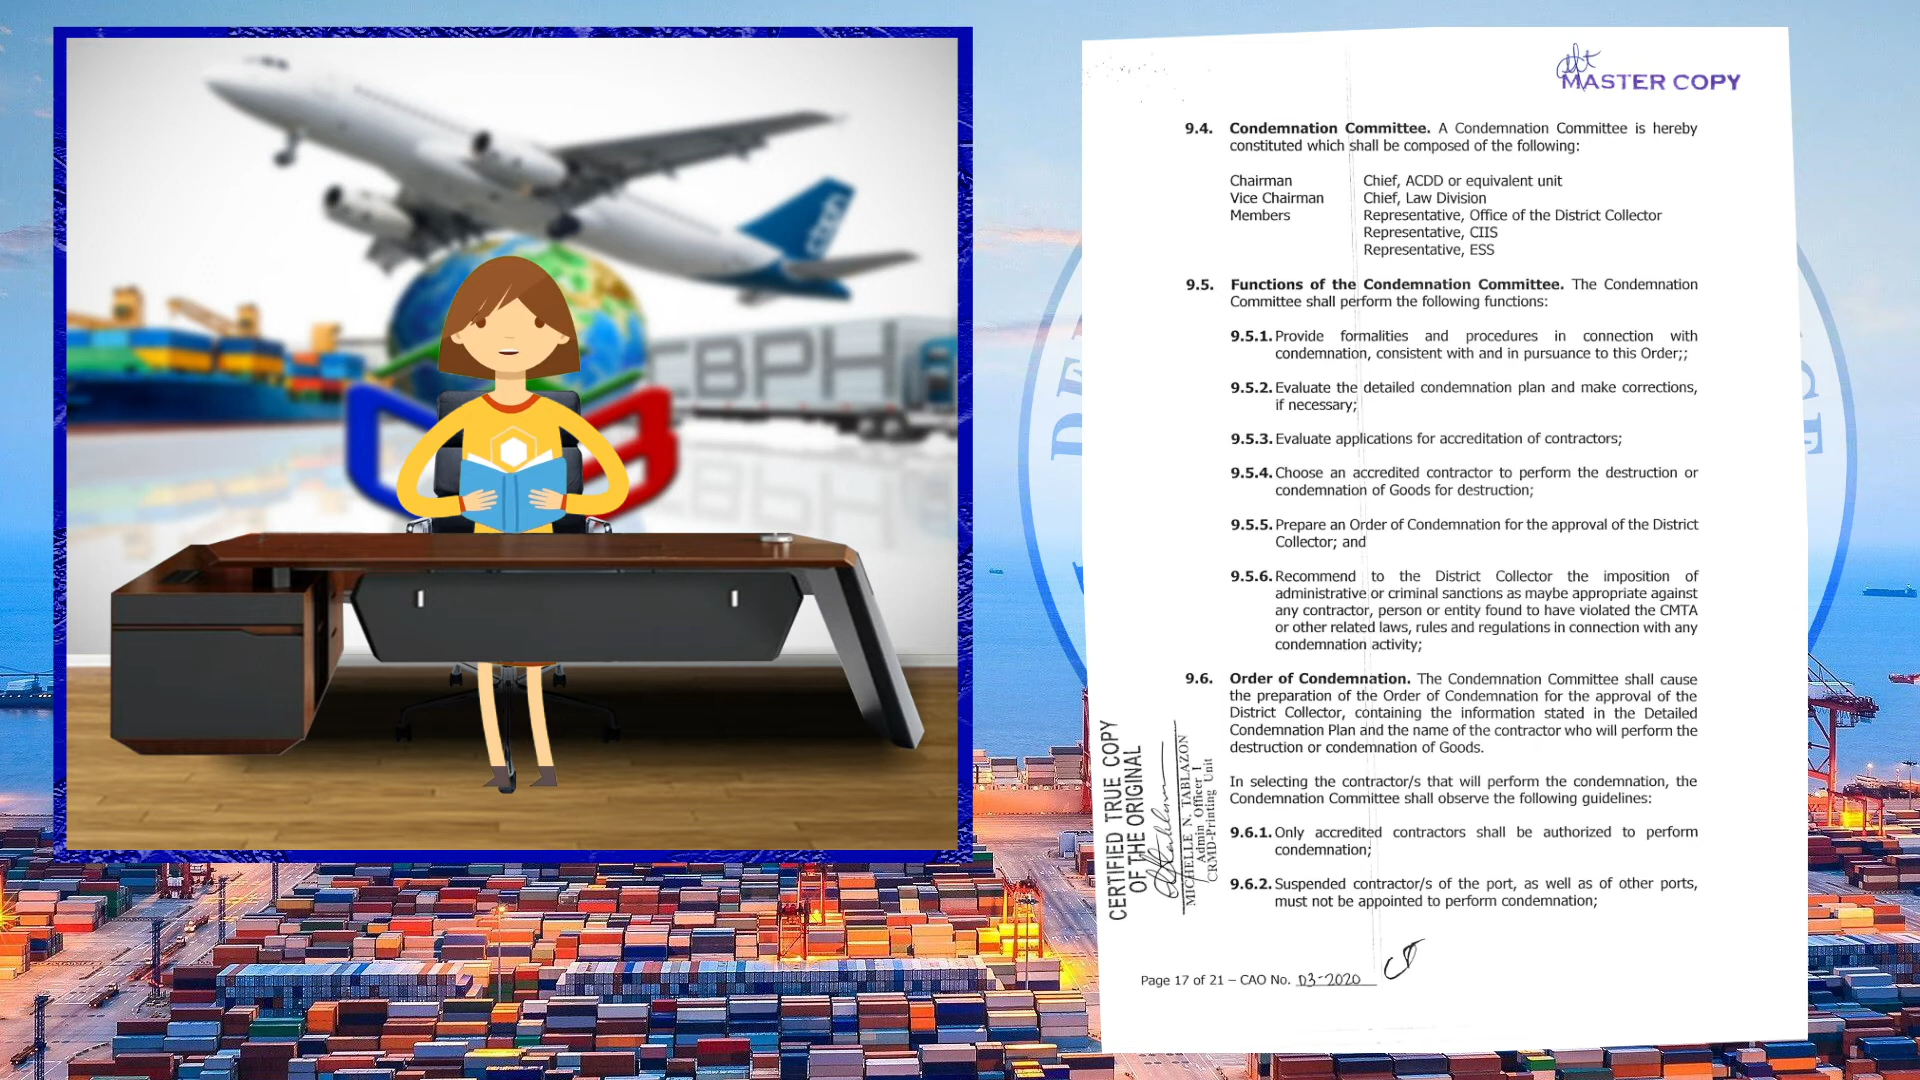 CBPH
MASTER COPY
9.4. Condemnation Committee. A Condemnation Committee is hereby
constituted which shall be composed of the following:
Chairman Chief, ACDD or equivalent unit
Vice Chairman Chief, Law Division
Members Representative, Office of the District Collector
Representative, CIIS
Representative, ESS
9.5. Functions of the Condemnation Committee. The Condemnation
Committee shall perform the following functions:
9.5.1. Provide formalities and procedures in connection with
condemnation, consistent with and in pursuance to this Order;;
9.5.2. Evaluate the detailed condemnation plan and make corrections,
if necessary;
9.5.3. Evaluate applications for accreditation of contractors;
9.5.4. Choose an accredited contractor to perform the destruction or
condemnation of Goods for destruction;
9.5.5. Prepare an Order of Condemnation for the approval of the District
Collector; and
9.5.6. Recommend to the District Collector the imposition of
administrative or criminal sanctions as maybe appropriate against
any contractor, person or entity found to have violated the CMTA
or other related laws, rules and regulations in connection with any
condemnation activity;
9.6. Order of Condemnation. The Condemnation Committee shall cause
the preparation of the Order of Condemnation for the approval of the
District Collector, containing the information stated in the Detailed
Condemnation Plan and the name of the contractor who will perform the
destruction or condemnation of Goods.
In selecting the contractor/s that will perform the condemnation, the
Condemnation Committee shall observe the following guidelines:
9.6.1. Only accredited contractors shall be authorized to perform
condemnation;
9.6.2. Suspended contractor/s of the port, as well as of other ports,
must not be appointed to perform condemnation;
CERTIFIED TRUE COPY
OF THE ORIGINAL
MICHELLE N. TABLAZON
Admin Officer I
CRMD-Printing Unit
Page 17 of 21 – CAO No. 03-2020